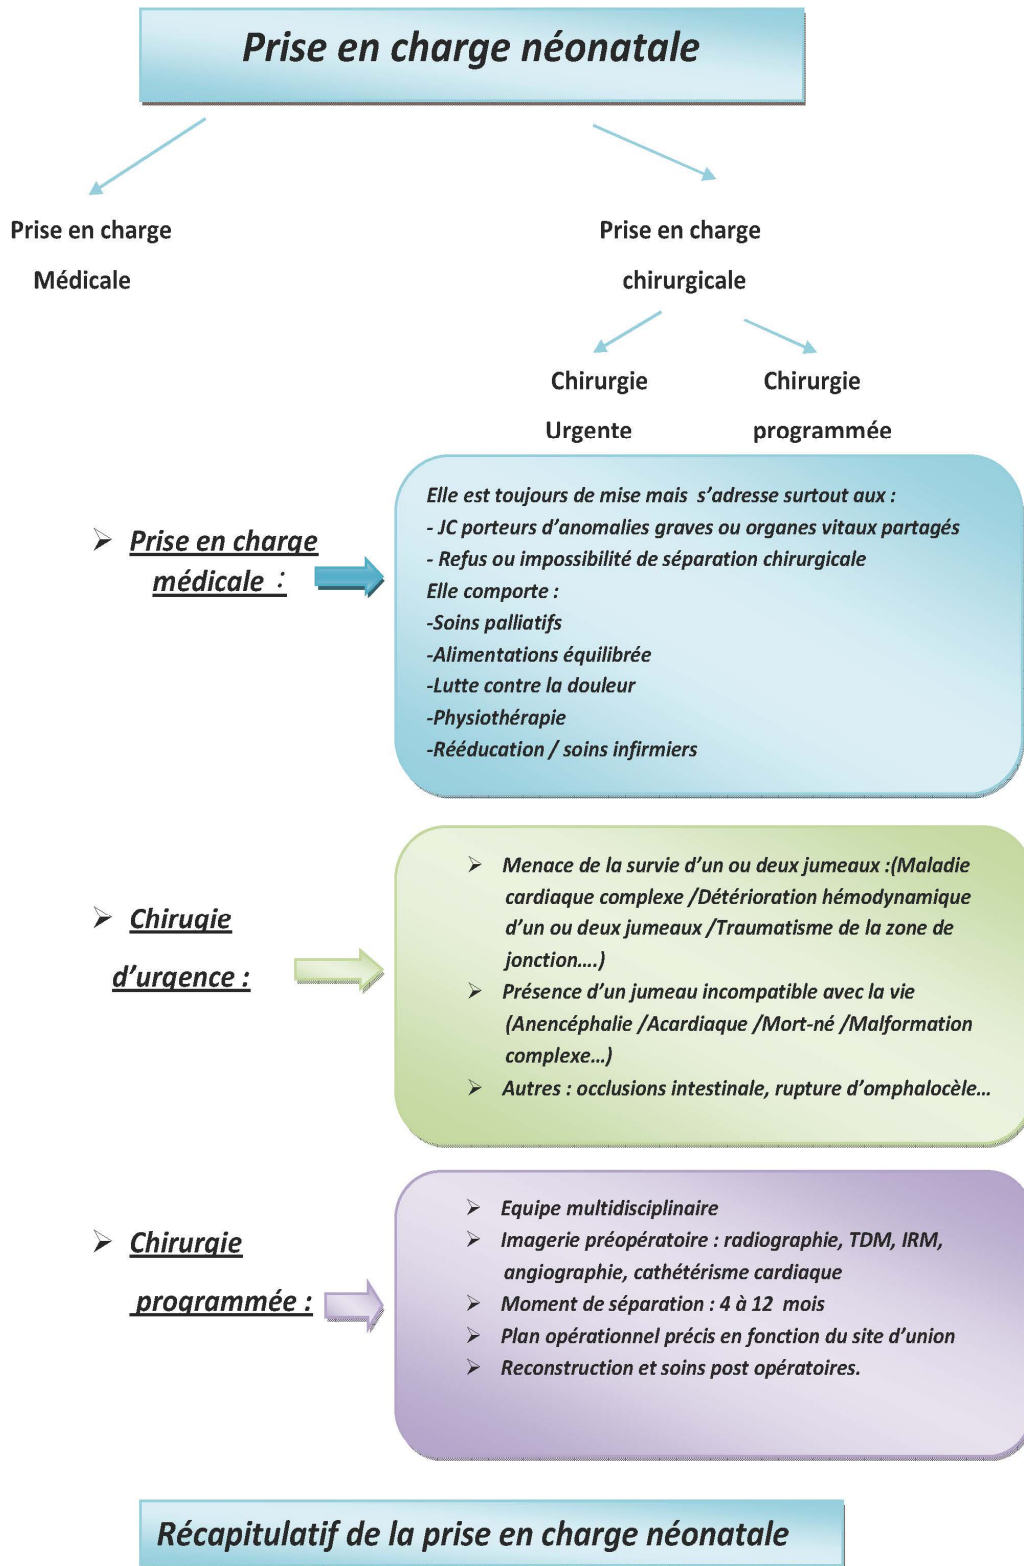 Prise en charge néonatale
Prise en charge
Médicale
Prise en charge
chirurgicale
Chirurgie
Urgente
Chirurgie
programmée
➢ Prise en charge
médicale :
Elle est toujours de mise mais s’adresse surtout aux :
- JC porteurs d’anomalies graves ou organes vitaux partagés
- Refus ou impossibilité de séparation chirurgicale
Elle comporte :
-Soins palliatifs
-Alimentations équilibrée
-Lutte contre la douleur
-Physiothérapie
-Rééducation / soins infirmiers
➢ Chirugie
d’urgence :
➢ Menace de la survie d’un ou deux jumeaux :(Maladie
cardiaque complexe /Détérioration hémodynamique
d’un ou deux jumeaux /Traumatisme de la zone de
jonction….)
➢ Présence d’un jumeau incompatible avec la vie
(Anencéphalie /Acardiaque /Mort-né /Malformation
complexe…)
➢ Autres : occlusions intestinale, rupture d’omphalocèle…
➢ Chirurgie
programmée :
➢ Equipe multidisciplinaire
➢ Imagerie préopératoire : radiographie, TDM, IRM,
angiographie, cathétérisme cardiaque
➢ Moment de séparation : 4 à 12 mois
➢ Plan opérationnel précis en fonction du site d’union
➢ Reconstruction et soins post opératoires.
Récapitulatif de la prise en charge néonatale